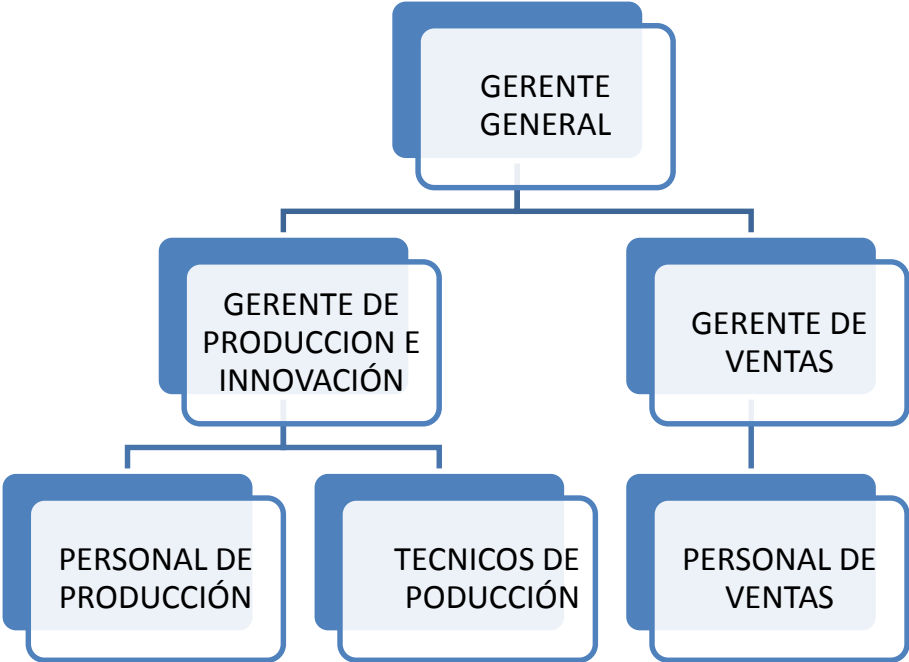 GERENTE
GENERAL
GERENTE DE
PRODUCCION E
INNOVACIÓN
GERENTE DE
VENTAS
PERSONAL DE
PRODUCCIÓN
TECNICOS DE
PODUCCIÓN
PERSONAL DE
VENTAS